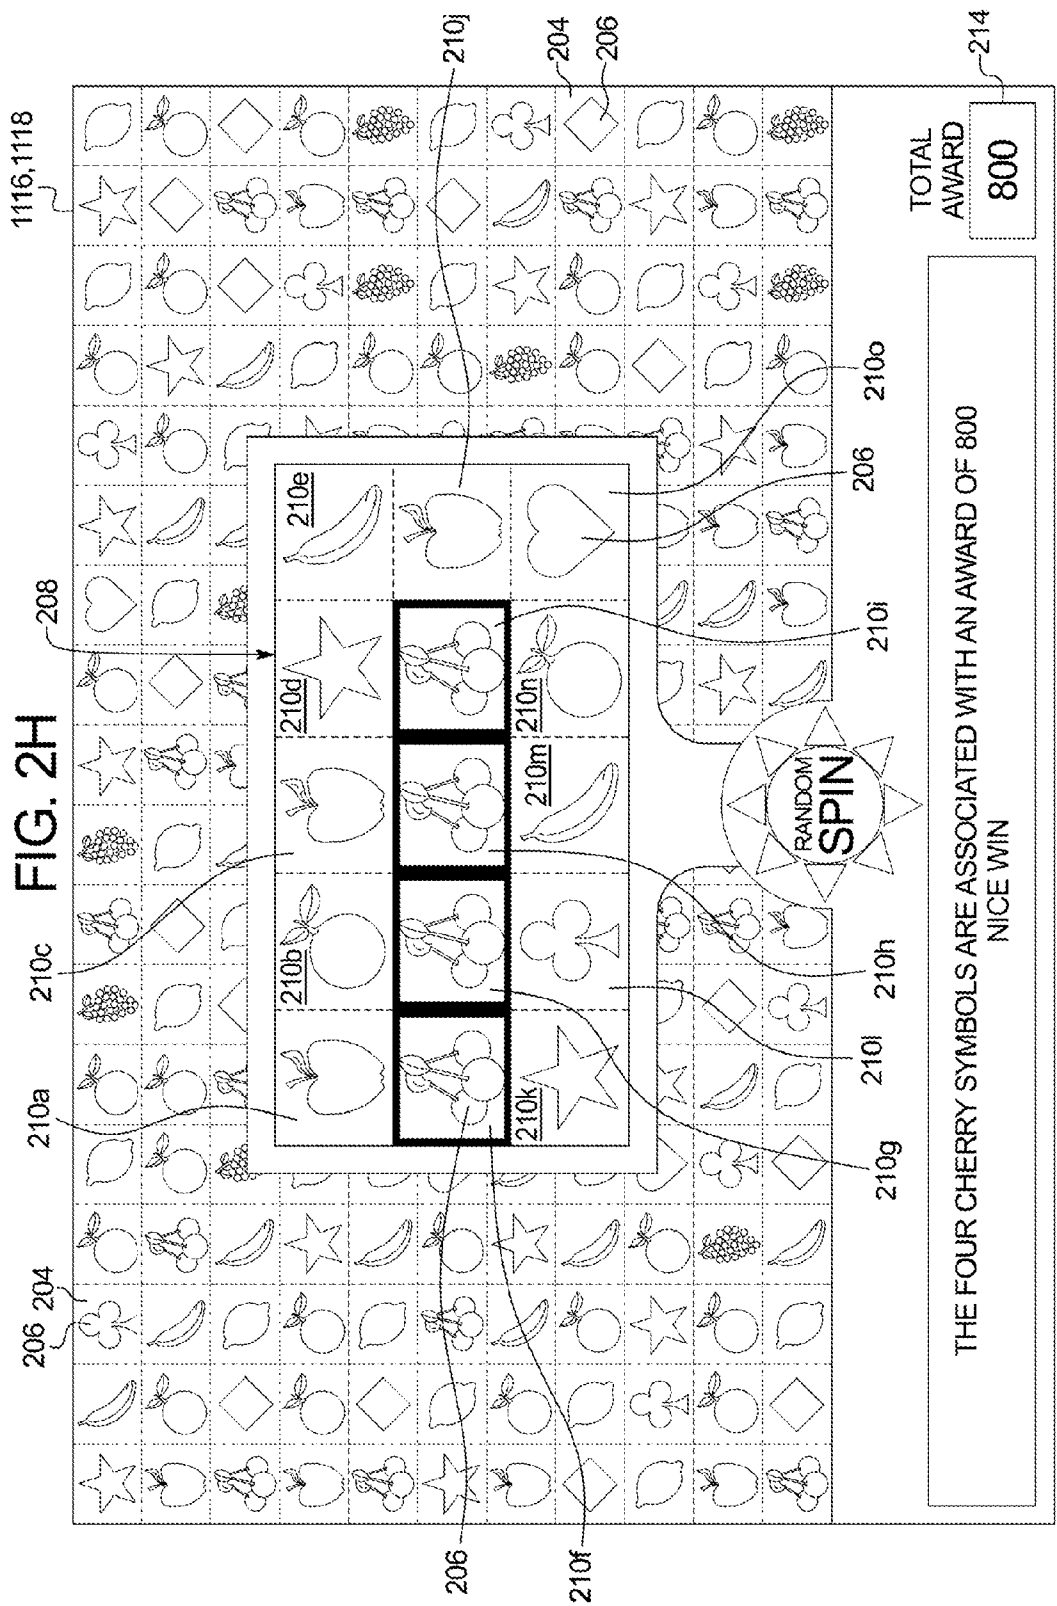 FIG. 2H
1116,1118
206
204
210a
210c
208
210j
204
206
210b
210d
210e
210k
210m
210n
206
210f
210g
210l
210h
210i
206
210o
RANDOM
SPIN
TOTAL
AWARD
800
214
THE FOUR CHERRY SYMBOLS ARE ASSOCIATED WITH AN AWARD OF 800
NICE WIN